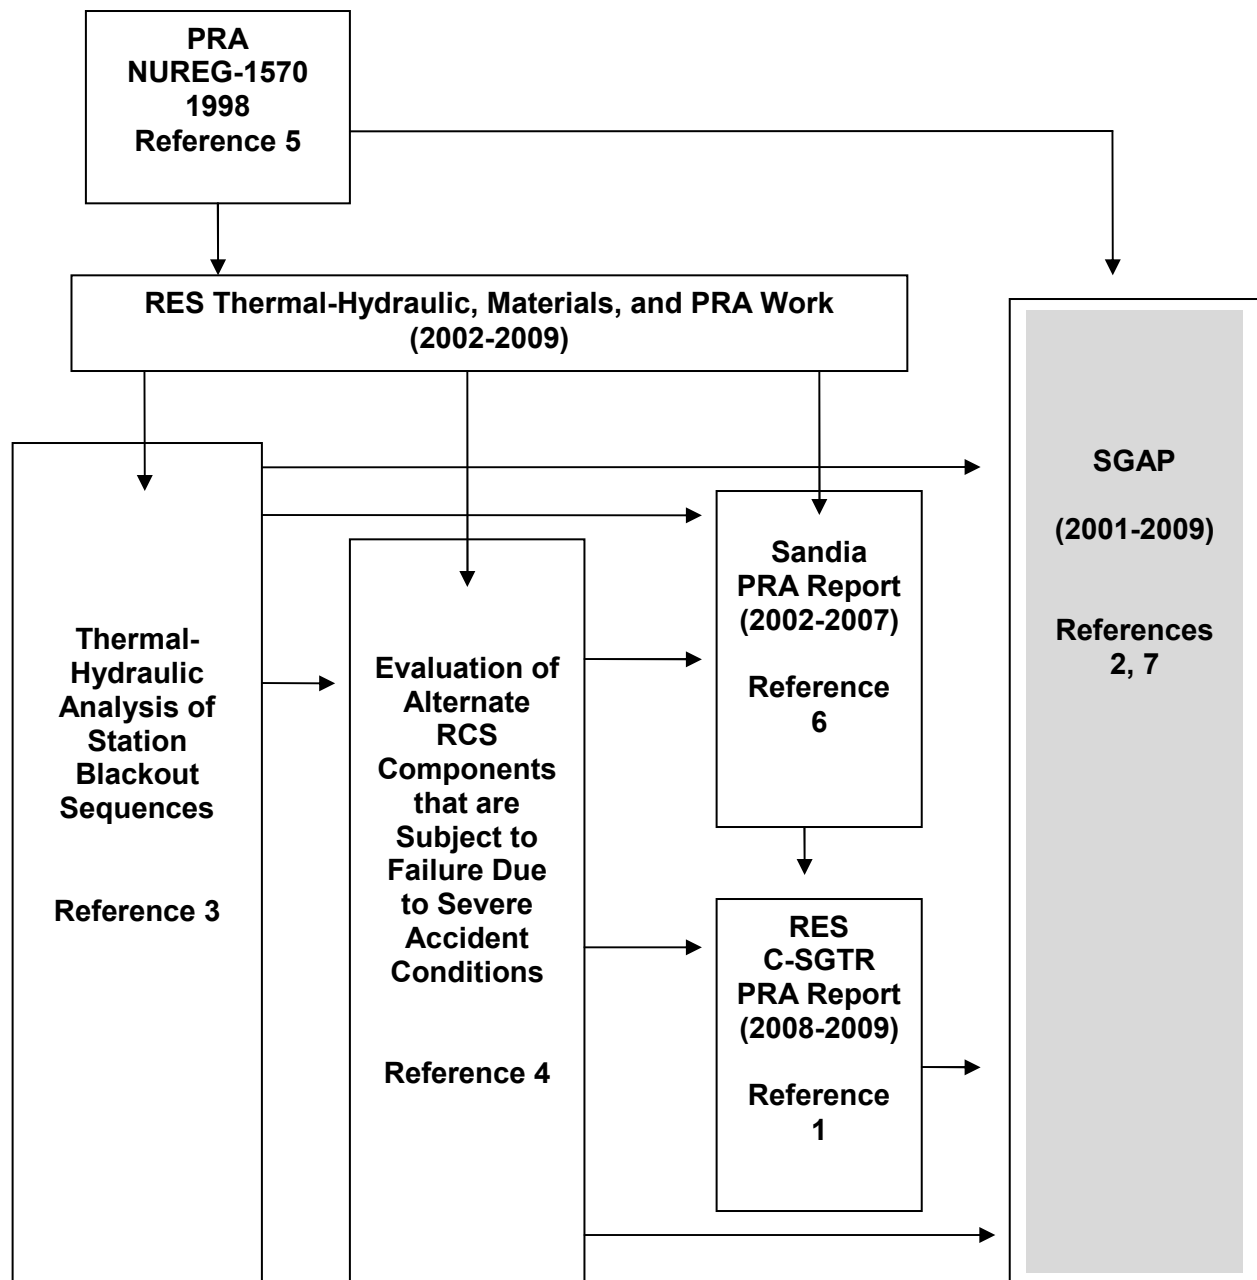 PRA
NUREG-1570
1998
Reference 5
RES Thermal-Hydraulic, Materials, and PRA Work
(2002-2009)
Thermal-
Hydraulic
Analysis of
Station
Blackout
Sequences
Reference 3
Evaluation of
Alternate
RCS
Components
that are
Subject to
Failure Due
to Severe
Accident
Conditions
Reference 4
Sandia
PRA Report
(2002-2007)
Reference
6
RES
C-SGTR
PRA Report
(2008-2009)
Reference
1
SGAP
(2001-2009)
References
2, 7